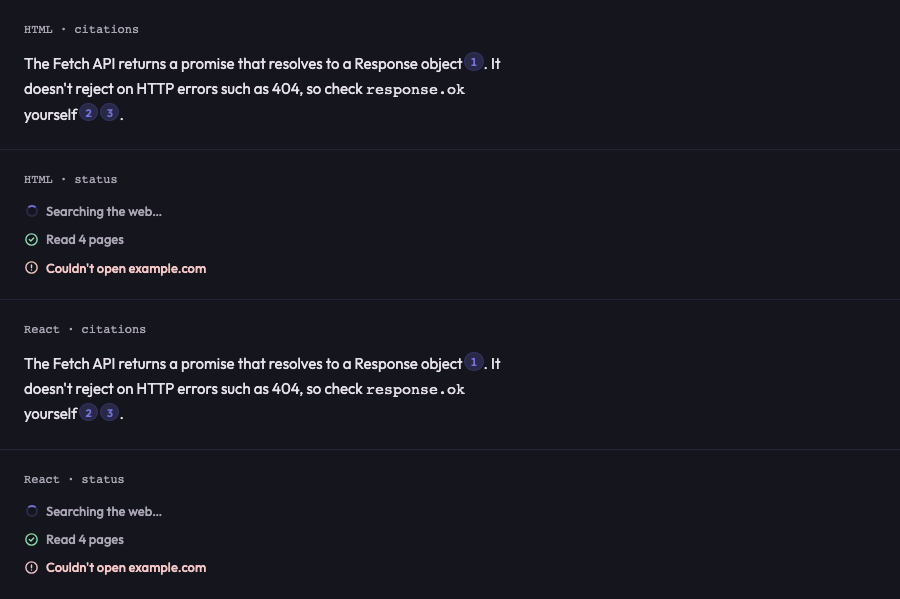 HTML • citations
The Fetch API returns a promise that resolves to a Response object 1. It
doesn't reject on HTTP errors such as 404, so check response.ok
yourself 2 3.
HTML • status
Searching the web…
Read 4 pages
Couldn't open example.com
React • citations
The Fetch API returns a promise that resolves to a Response object 1. It
doesn't reject on HTTP errors such as 404, so check response.ok
yourself 2 3.
React • status
Searching the web…
Read 4 pages
Couldn't open example.com